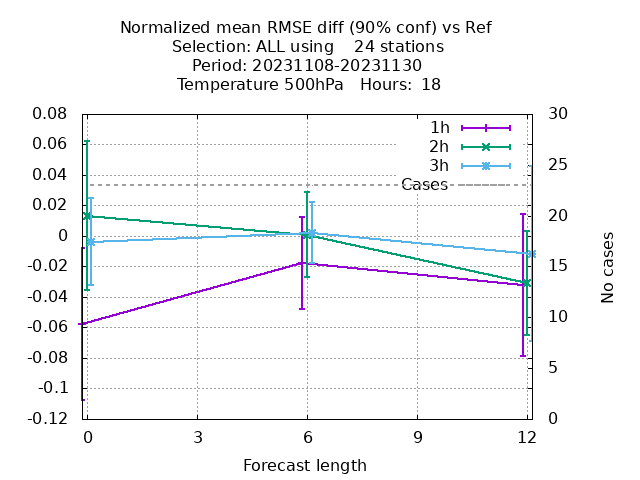 Normalized mean RMSE diff (90% conf) vs Ref
Selection: ALL using    24 stations
Period: 20231108-20231130
Temperature 500hPa   Hours:  18
0.08
0.06
0.04
0.02
0
-0.02
-0.04
-0.06
-0.08
-0.1
-0.12
1h
2h
3h
Cases
30
25
20
15
10
5
0
No cases
0 3 6 9 12
Forecast length